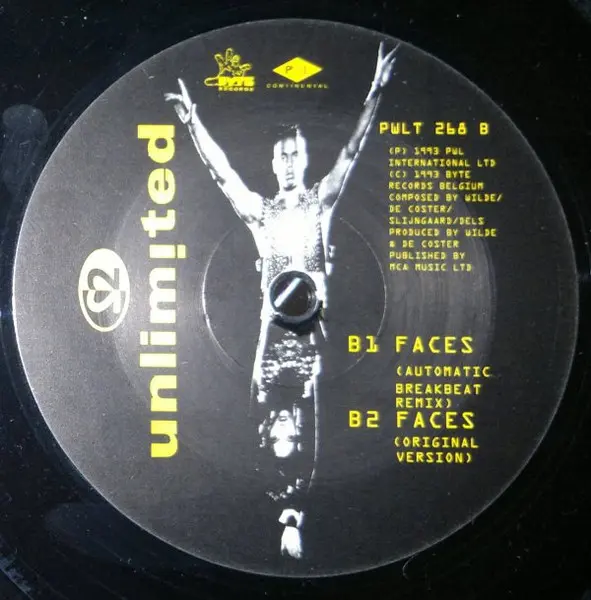 BYTE
RECORDS
P I
CONTINENTAL
2 unlimited
PWLT 268 B
(P) 1993 PWL
INTERNATIONAL LTD
(C) 1993 BYTE
RECORDS BELGIUM
COMPOSED BY WILDE/
DE COSTER/
SLIJNGAARD/DELS
PRODUCED BY WILDE
& DE COSTER
PUBLISHED BY
MCA MUSIC LTD
B1 FACES
(AUTOMATIC
BREAKBEAT
REMIX)
B2 FACES
(ORIGINAL
VERSION)